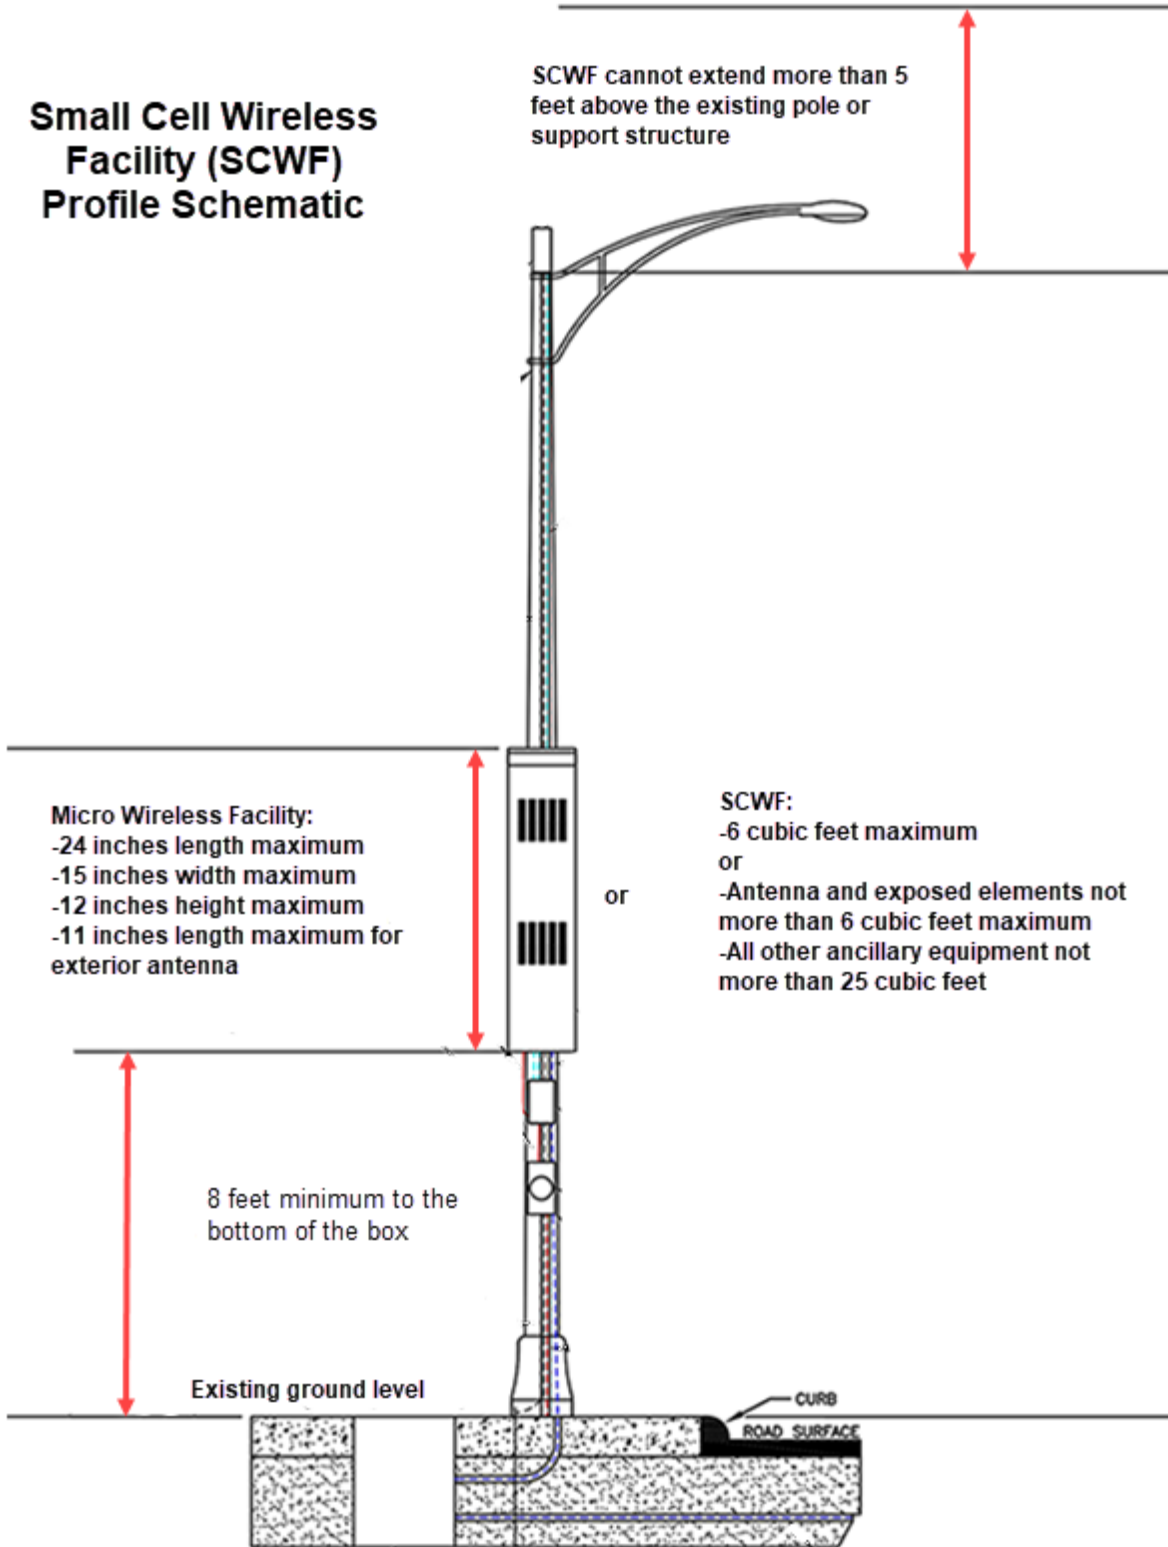 Small Cell Wireless
Facility (SCWF)
Profile Schematic
SCWF cannot extend more than 5
feet above the existing pole or
support structure
Micro Wireless Facility:
-24 inches length maximum
-15 inches width maximum
-12 inches height maximum
-11 inches length maximum for
exterior antenna
or
SCWF:
-6 cubic feet maximum
or
-Antenna and exposed elements not
more than 6 cubic feet maximum
-All other ancillary equipment not
more than 25 cubic feet
8 feet minimum to the
bottom of the box
Existing ground level
CURB
ROAD SURFACE